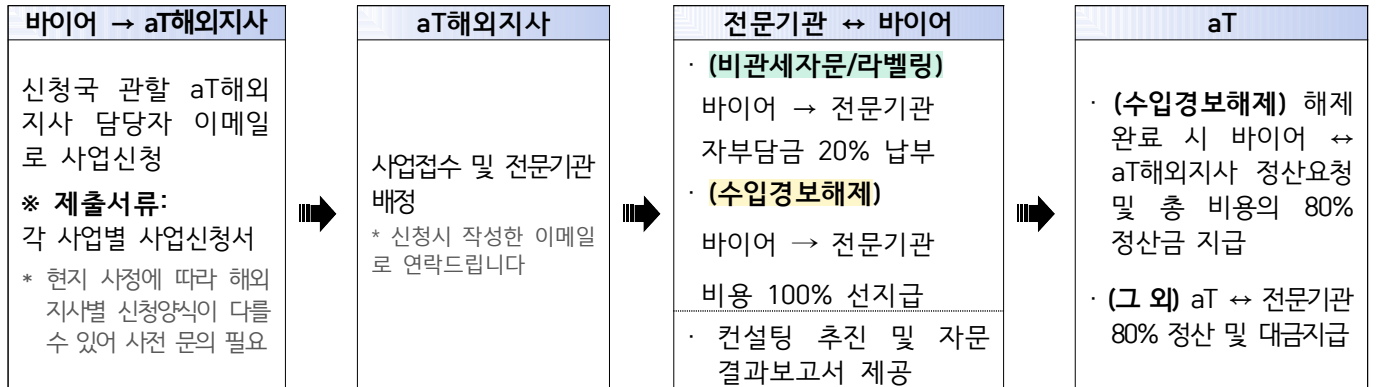 바이어 → aT해외지사
신청국 관할 aT해외
지사 담당자 이메일
로 사업신청
※ 제출서류:
각 사업별 사업신청서
* 현지 사정에 따라 해외
지사별 신청양식이 다를
수 있어 사전 문의 필요
aT해외지사
사업접수 및 전문기관
배정
* 신청시 작성한 이메일
로 연락드립니다
전문기관 ↔ 바이어
· (비관세자문/라벨링)
바이어 → 전문기관
자부담금 20% 납부
· (수입경보해제)
바이어 → 전문기관
비용 100% 선지급
· 컨설팅 추진 및 자문
결과보고서 제공
aT
· (수입경보해제) 해제
완료 시 바이어 ↔
aT해외지사 정산요청
및 총 비용의 80%
정산금 지급
· (그 외) aT ↔ 전문기관
80% 정산 및 대금지급